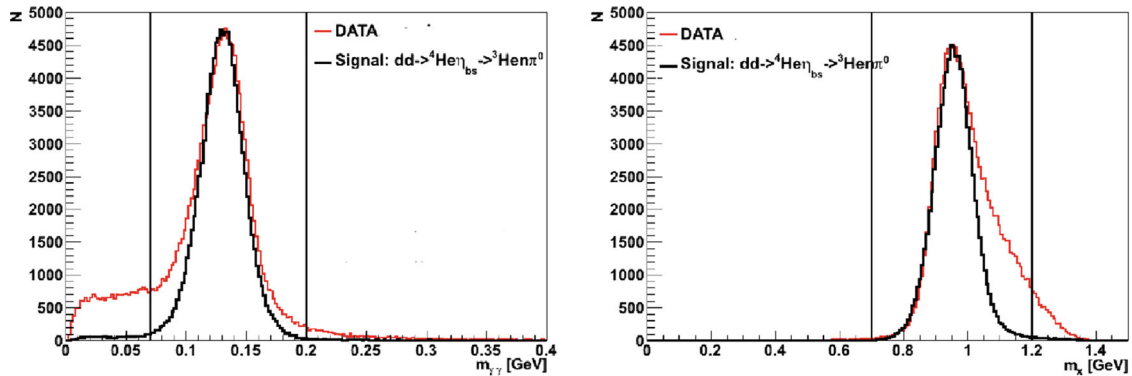 N
5000
4500
4000
3500
3000
2500
2000
1500
1000
500
0
DATA
Signal: dd->⁴Heη_bs->³Henπ⁰
0 0.05 0.1 0.15 0.2 0.25 0.3 0.35 0.4
m_γγ [GeV]
N
5000
4500
4000
3500
3000
2500
2000
1500
1000
500
0
DATA
Signal: dd->⁴Heη_bs->³Henπ⁰
0 0.2 0.4 0.6 0.8 1 1.2 1.4
m_x [GeV]